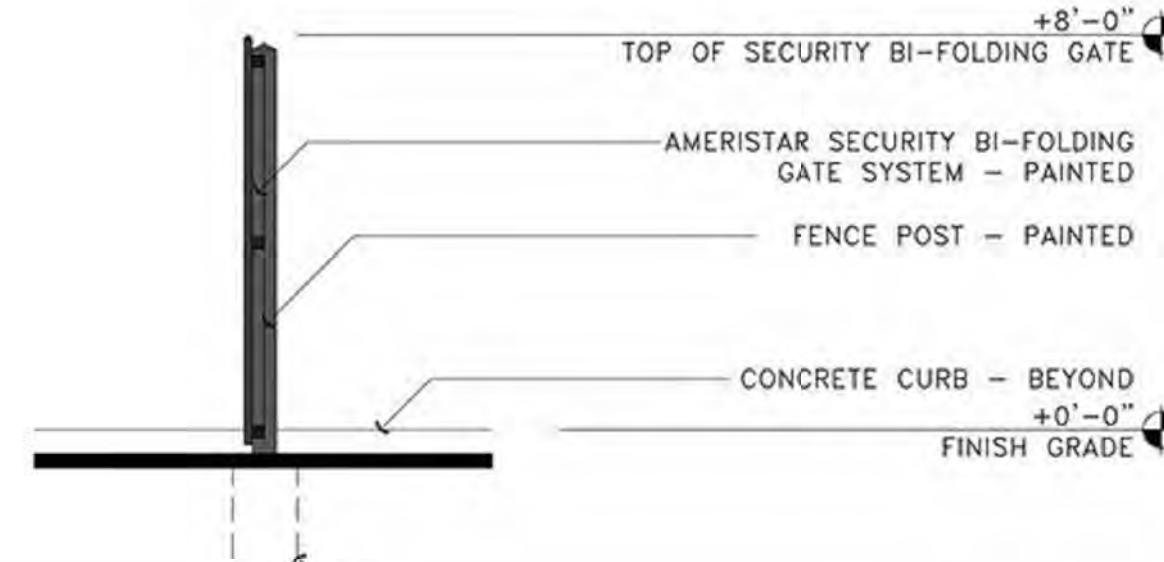 +8'-0"
TOP OF SECURITY BI-FOLDING GATE
AMERISTAR SECURITY BI-FOLDING
GATE SYSTEM - PAINTED
FENCE POST - PAINTED
CONCRETE CURB - BEYOND
+0'-0"
FINISH GRADE